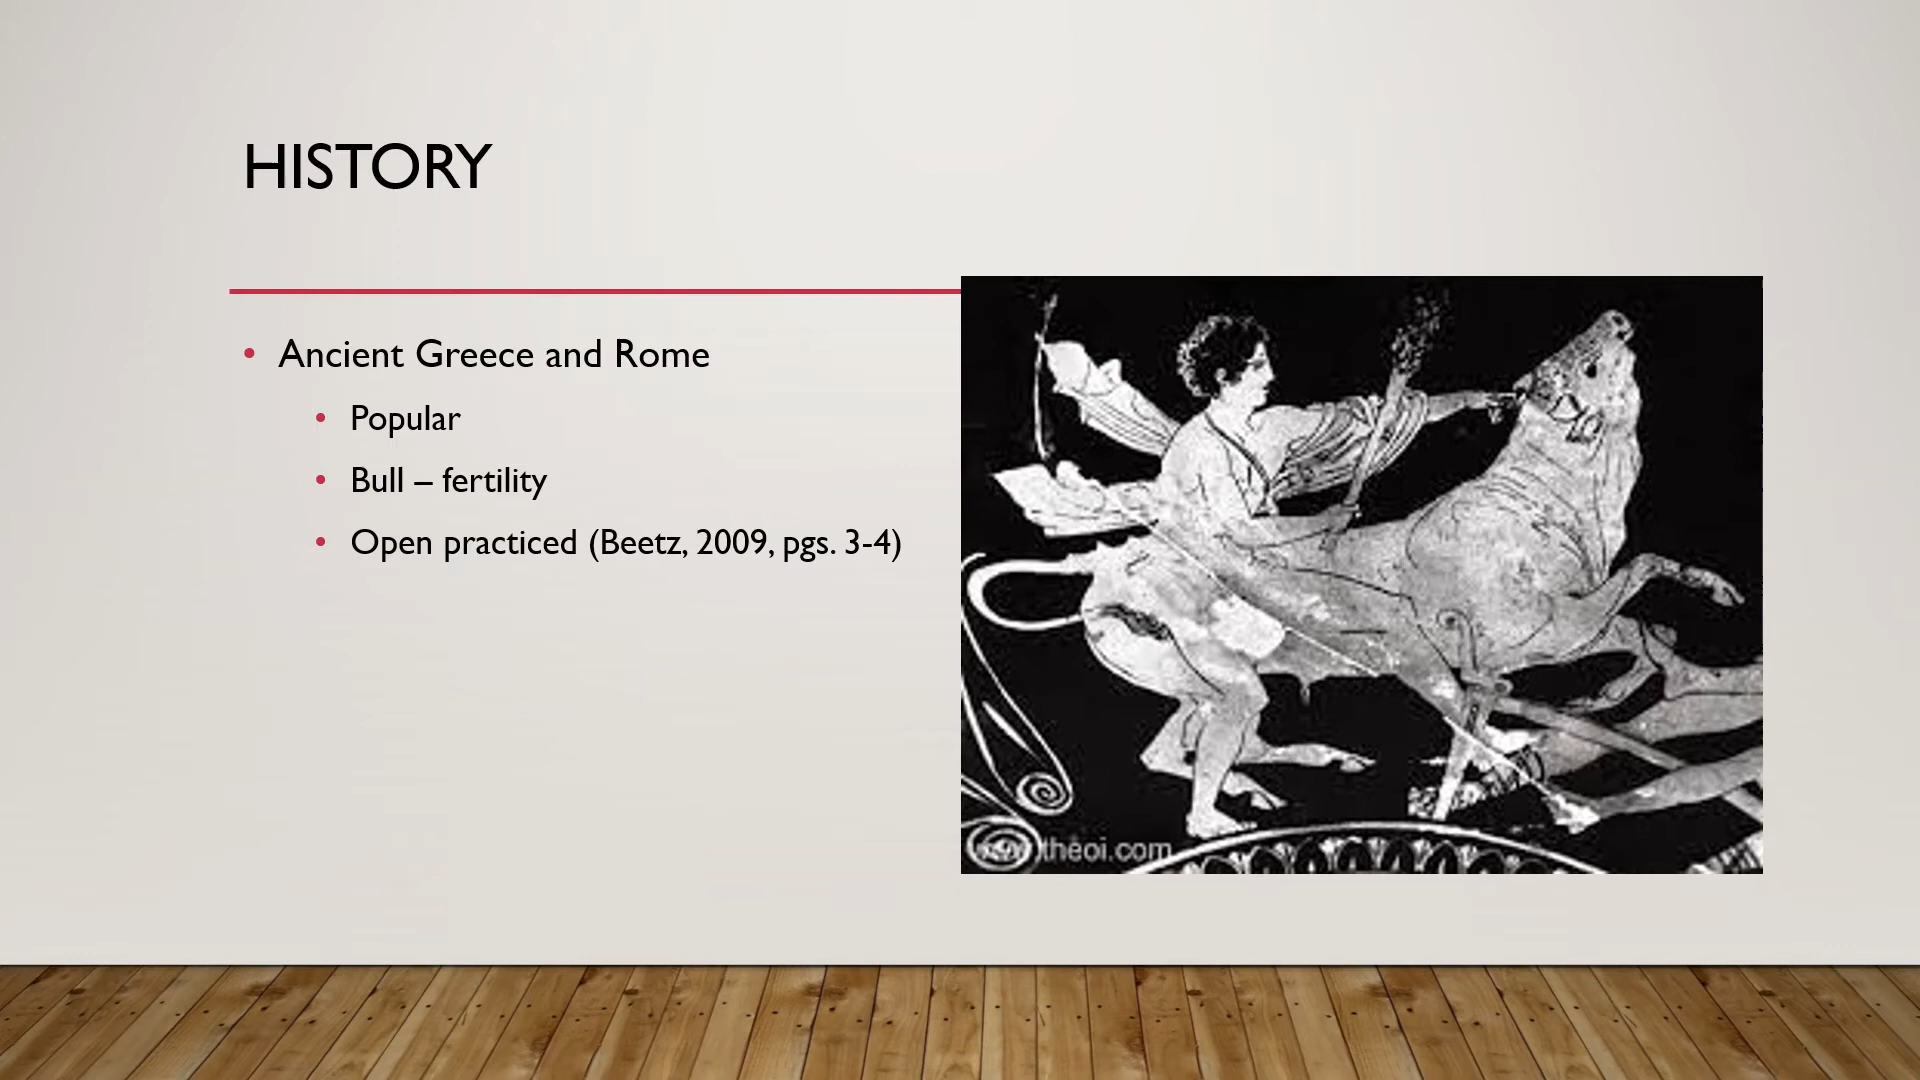 HISTORY
Ancient Greece and Rome
Popular
Bull – fertility
Open practiced (Beetz, 2009, pgs. 3-4)
theoi.com